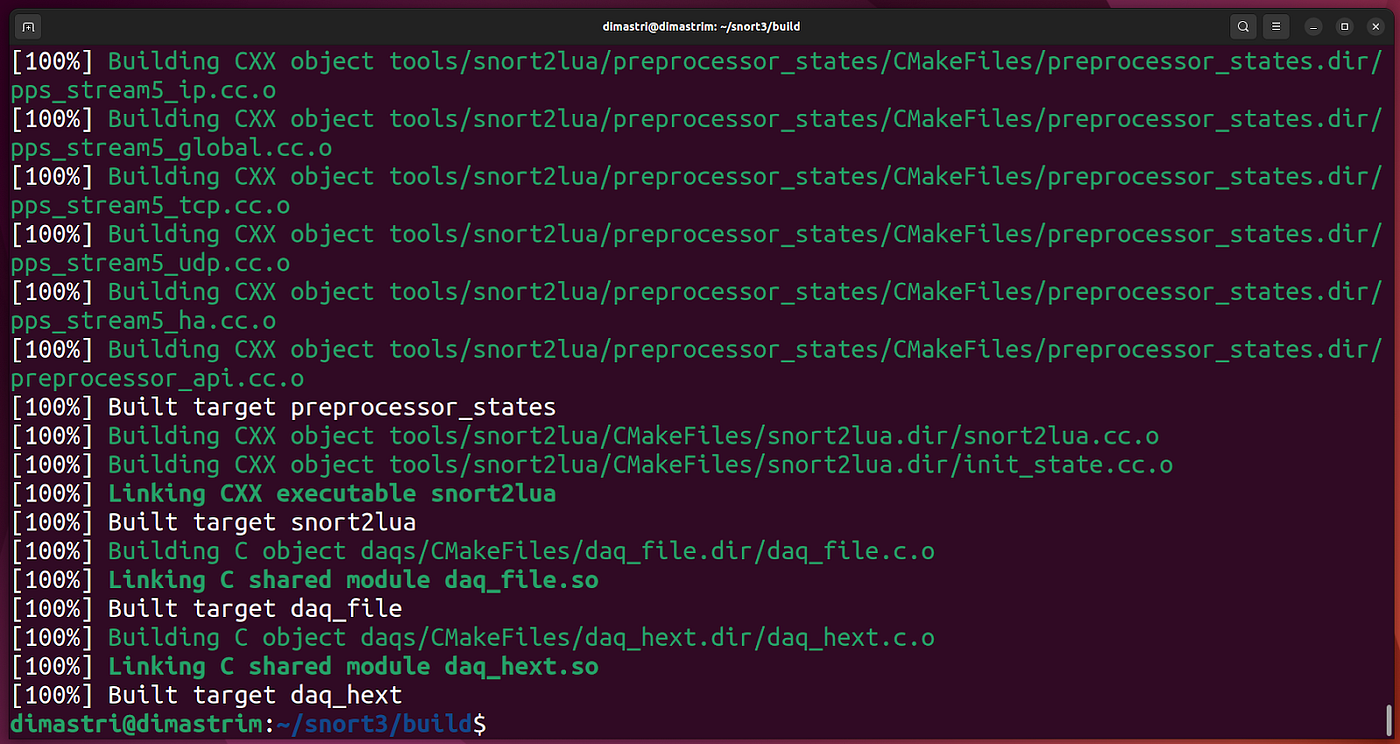 dimastri@dimastrim: ~/snort3/build
[100%] Building CXX object tools/snort2lua/preprocessor_states/CMakeFiles/preprocessor_states.dir/
pps_stream5_ip.cc.o
[100%] Building CXX object tools/snort2lua/preprocessor_states/CMakeFiles/preprocessor_states.dir/
pps_stream5_global.cc.o
[100%] Building CXX object tools/snort2lua/preprocessor_states/CMakeFiles/preprocessor_states.dir/
pps_stream5_tcp.cc.o
[100%] Building CXX object tools/snort2lua/preprocessor_states/CMakeFiles/preprocessor_states.dir/
pps_stream5_udp.cc.o
[100%] Building CXX object tools/snort2lua/preprocessor_states/CMakeFiles/preprocessor_states.dir/
pps_stream5_ha.cc.o
[100%] Building CXX object tools/snort2lua/preprocessor_states/CMakeFiles/preprocessor_states.dir/
preprocessor_api.cc.o
[100%] Built target preprocessor_states
[100%] Building CXX object tools/snort2lua/CMakeFiles/snort2lua.dir/snort2lua.cc.o
[100%] Building CXX object tools/snort2lua/CMakeFiles/snort2lua.dir/init_state.cc.o
[100%] Linking CXX executable snort2lua
[100%] Built target snort2lua
[100%] Building C object daqs/CMakeFiles/daq_file.dir/daq_file.c.o
[100%] Linking C shared module daq_file.so
[100%] Built target daq_file
[100%] Building C object daqs/CMakeFiles/daq_hext.dir/daq_hext.c.o
[100%] Linking C shared module daq_hext.so
[100%] Built target daq_hext
dimastri@dimastrim:~/snort3/build$